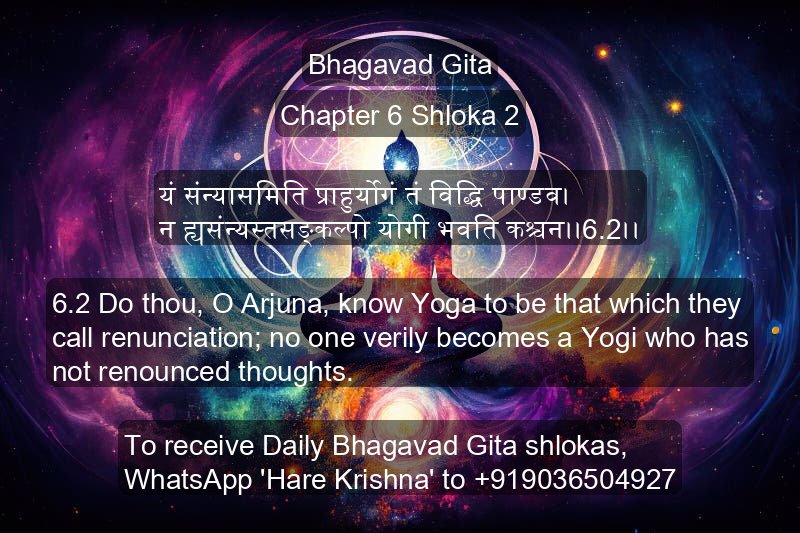 Bhagavad Gita
Chapter 6 Shloka 2
यं संन्यासमिति प्राहुर्योगं तं विद्धि पाण्डव।
न ह्यसंन्यस्तसङ्कल्पो योगी भवति कश्चन।।6.2।।
6.2 Do thou, O Arjuna, know Yoga to be that which they
call renunciation; no one verily becomes a Yogi who has
not renounced thoughts.
To receive Daily Bhagavad Gita shlokas,
WhatsApp 'Hare Krishna' to +919036504927